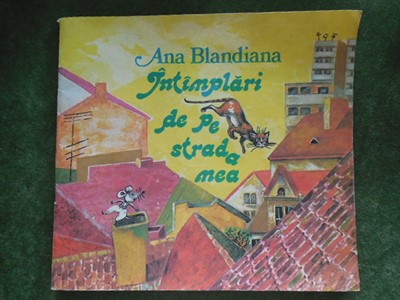 Ana Blandiana
Întîmplări
de pe
strada
mea